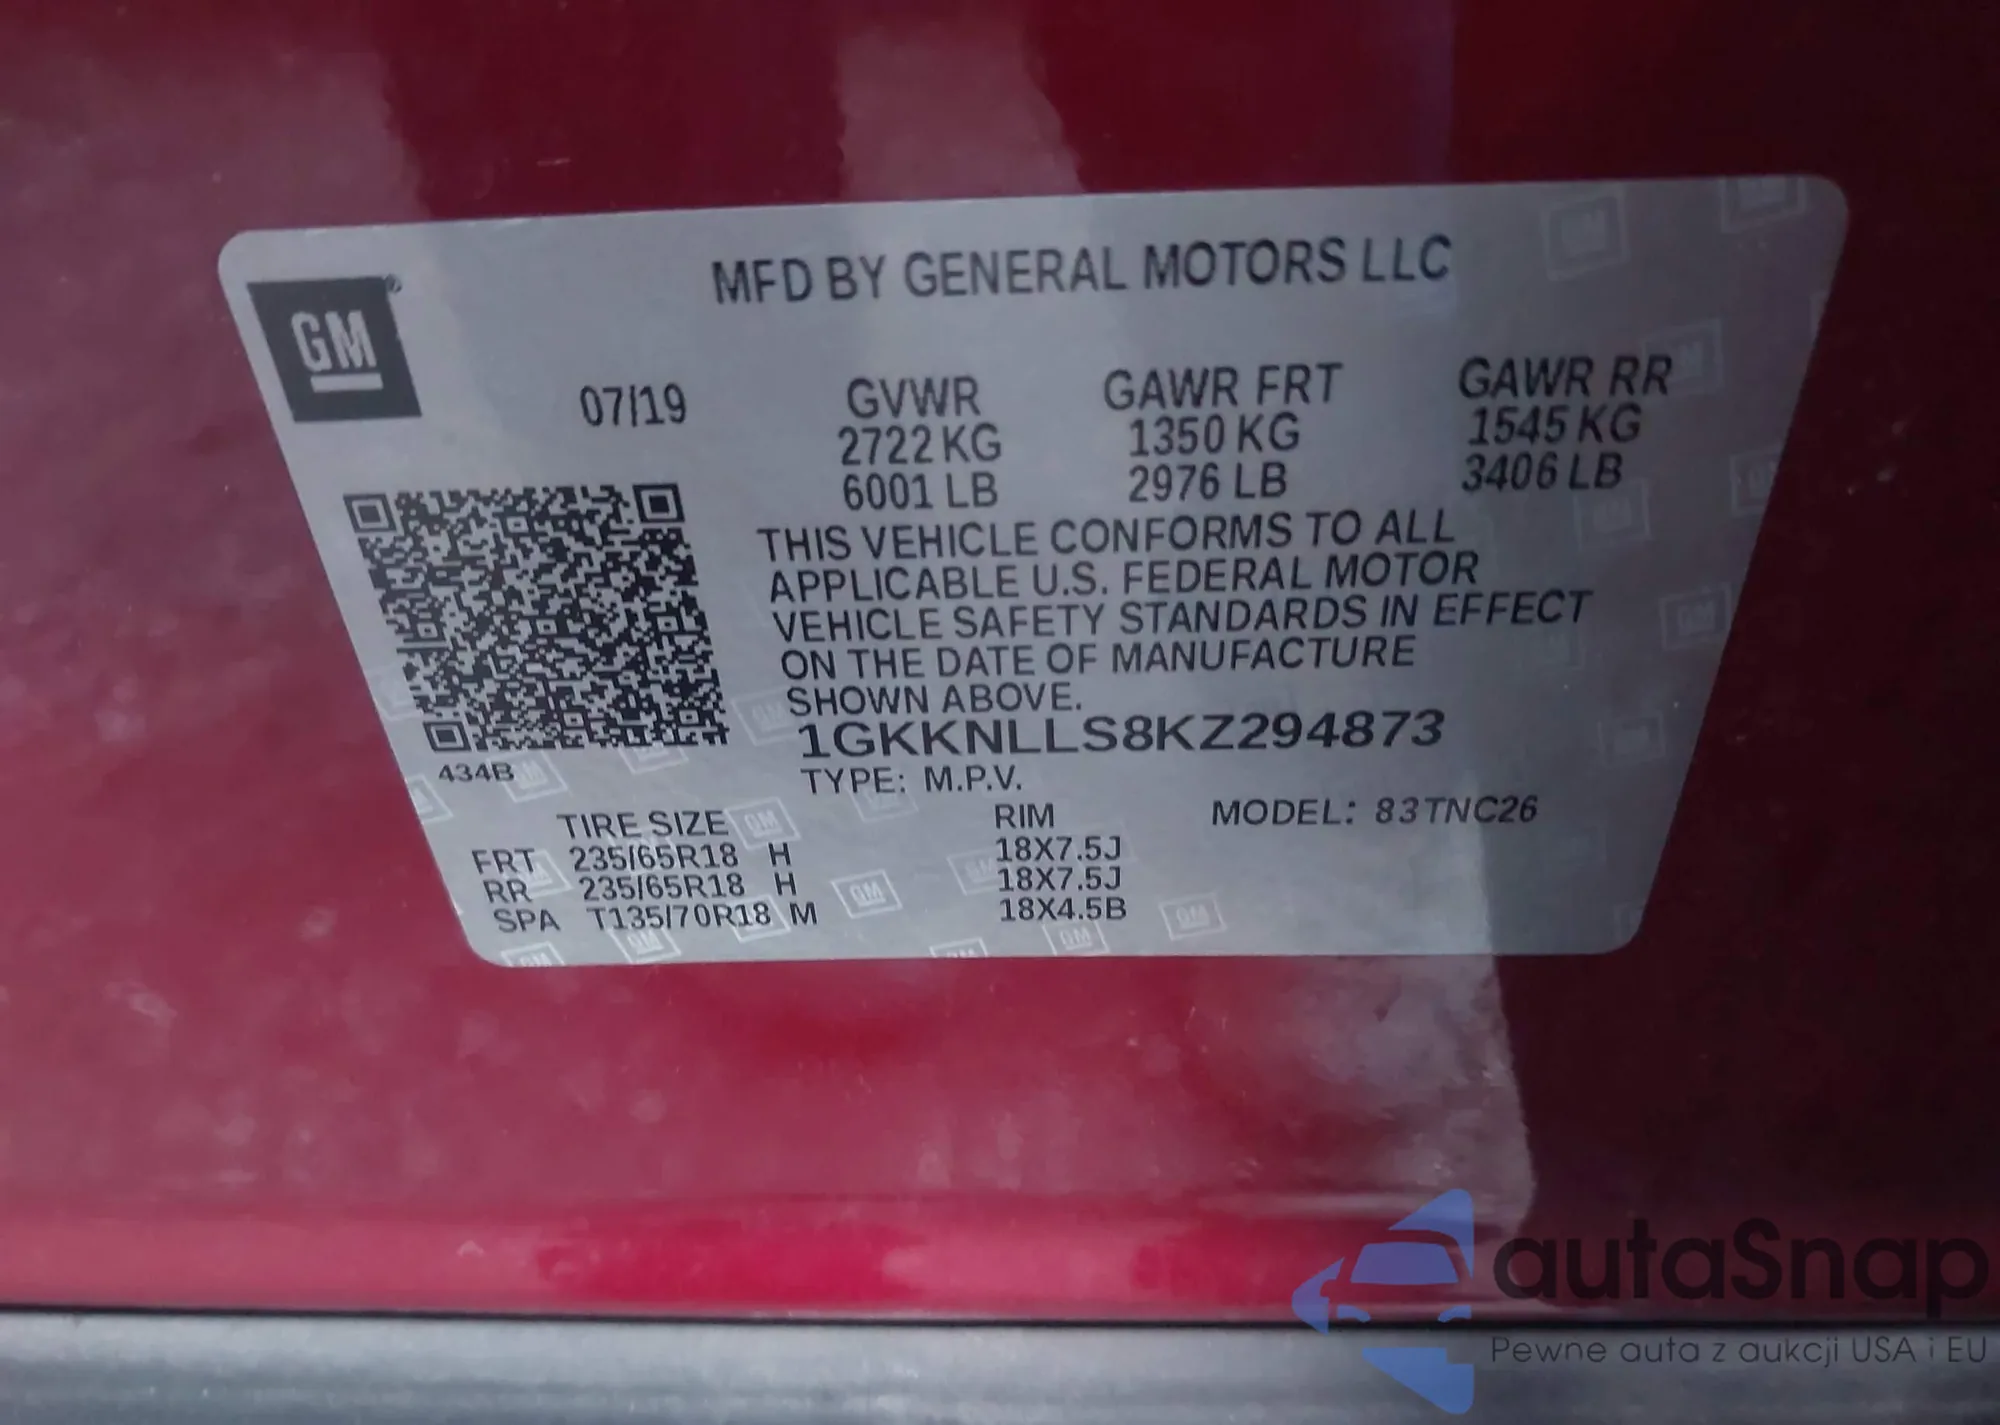 MFD BY GENERAL MOTORS LLC
GM
07/19
GVWR
2722 KG
6001 LB
GAWR FRT
1350 KG
2976 LB
GAWR RR
1545 KG
3406 LB
THIS VEHICLE CONFORMS TO ALL
APPLICABLE U.S. FEDERAL MOTOR
VEHICLE SAFETY STANDARDS IN EFFECT
ON THE DATE OF MANUFACTURE
SHOWN ABOVE.
1GKKNLLS8KZ294873
434B
TYPE: M.P.V.
TIRE SIZE RIM MODEL: 83TNC26
FRT 235/65R18 H 18X7.5J
RR 235/65R18 H 18X7.5J
SPA T135/70R18 M 18X4.5B
autaSnap
Pewne auta z aukcji USA i EU